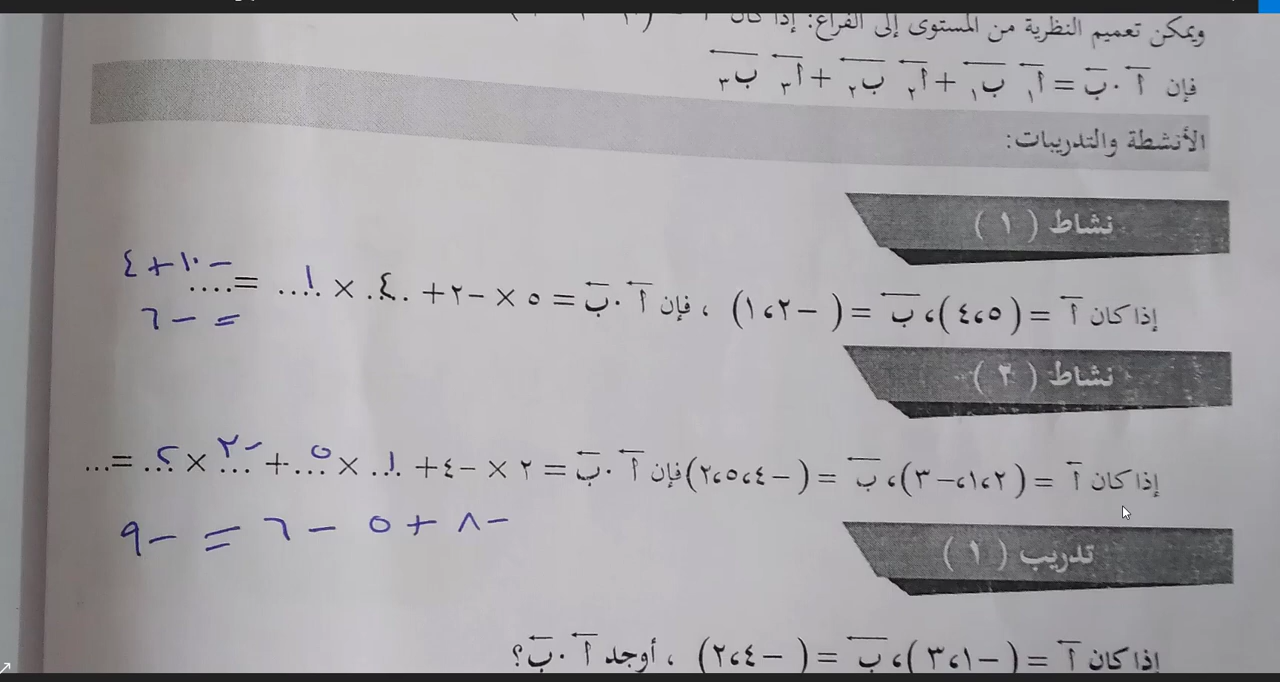 ويمكن تعميم النظرية من المستوى إلى الفراغ: إذا كان
فإن أ . ب = أ١ ب١ + أ٢ ب٢ + أ٣ ب٣
الأنشطة والتدريبات:
نشاط ( ١ )
إذا كان أ = (٥، ٤)، ب = ( -٢، ١) ، فإن أ . ب = ٥ × -٢ + .٤. × ..١.. = .... -١٠ + ٤
= -٦
نشاط ( ٢ )
إذا كان أ = (٢، ١، -٣)، ب = ( -٤، ٥، ٢) فإن أ . ب = ٢ × -٤ + .١. × ..٥.. + ..-٣.. × ..٢.. = ...
-٨ + ٥ - ٦ = -٩
تدريب ( ١ )
إذا كان أ = ( -١، ٣)، ب = ( -٤، ٢) ، أوجد أ . ب؟